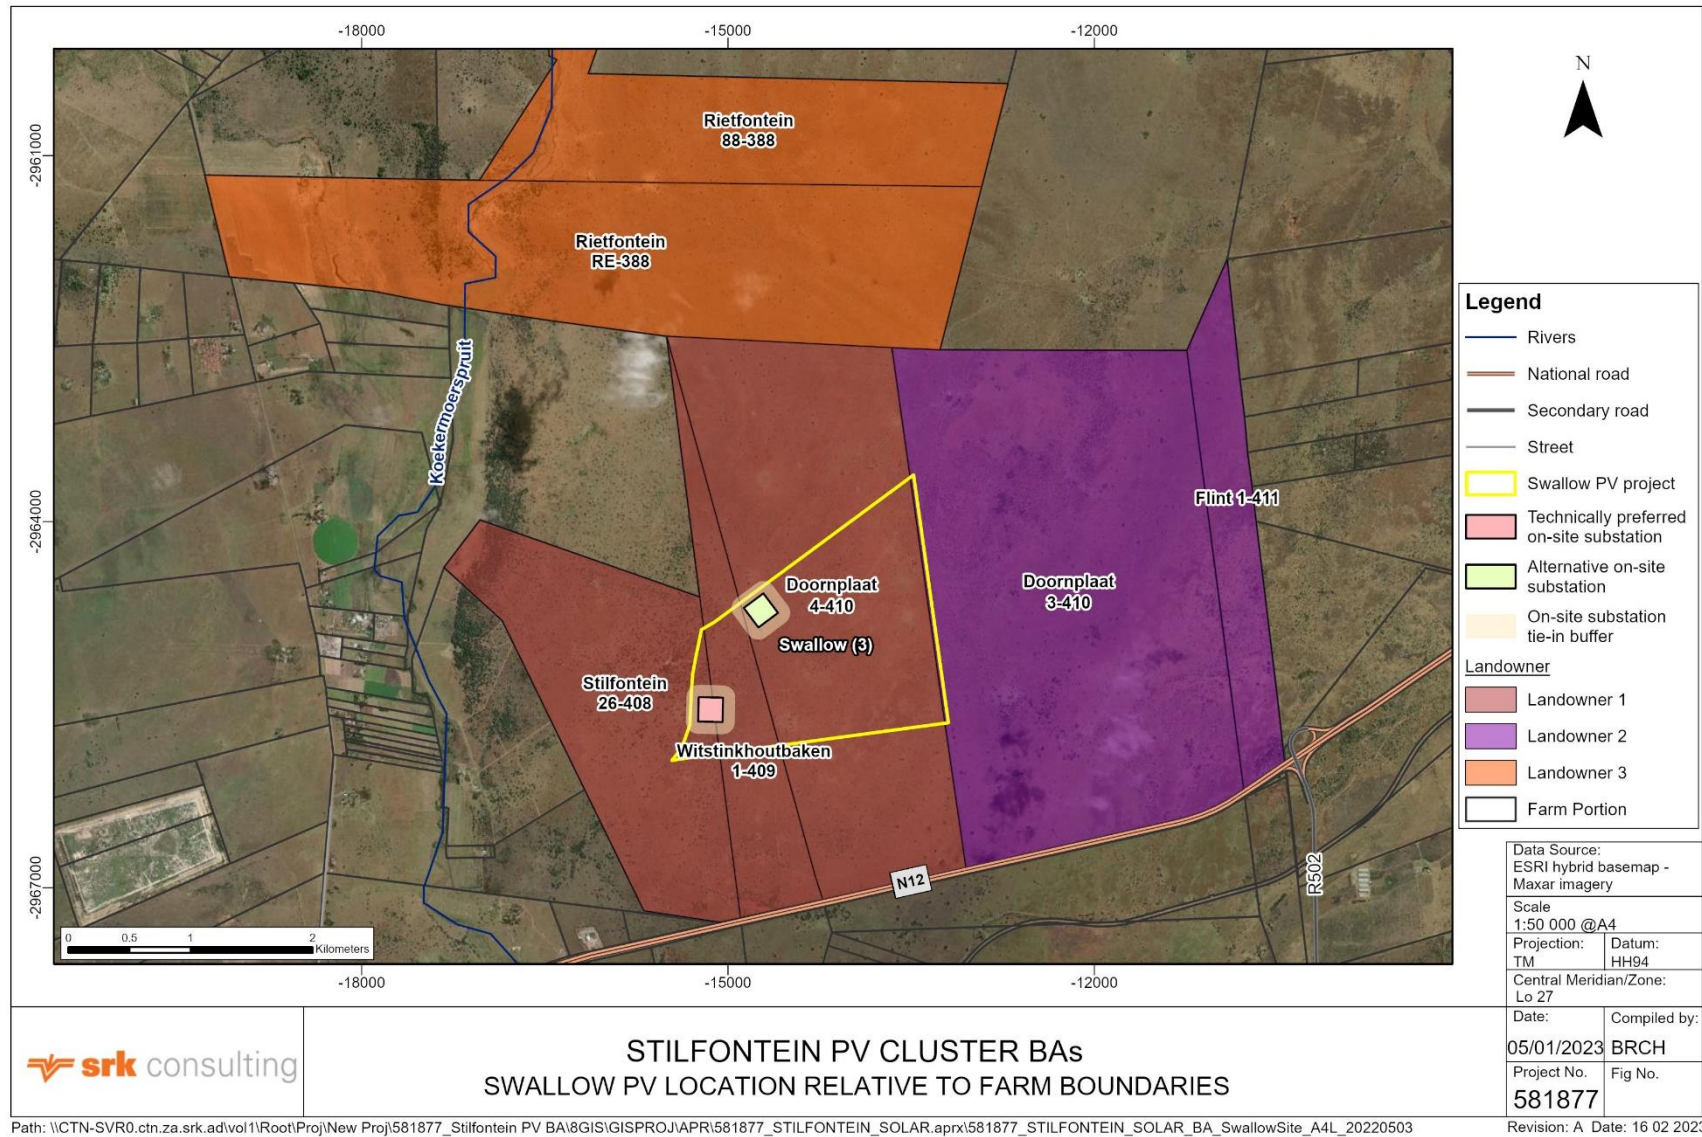 -18000
-15000
-12000
-2961000
-2964000
-2967000
Rietfontein
88-388
Rietfontein
RE-388
Koekermoerspruit
Flint 1-411
Doornplaat
3-410
Doornplaat
4-410
Swallow (3)
Stilfontein
26-408
Witstinkhoutbaken
1-409
N12
R502
0 0.5 1 2
Kilometers
-18000
-15000
-12000
N
Legend
Rivers
National road
Secondary road
Street
Swallow PV project
Technically preferred
on-site substation
Alternative on-site
substation
On-site substation
tie-in buffer
Landowner
Landowner 1
Landowner 2
Landowner 3
Farm Portion
Data Source:
ESRI hybrid basemap -
Maxar imagery
Scale
1:50 000 @A4
Projection: Datum:
TM HH94
Central Meridian/Zone:
Lo 27
Date: Compiled by:
05/01/2023 BRCH
Project No. Fig No.
581877
srk consulting
STILFONTEIN PV CLUSTER BAs
SWALLOW PV LOCATION RELATIVE TO FARM BOUNDARIES
Path: \\CTN-SVR0.ctn.za.srk.ad\vol1\Root\Proj\New Proj\581877_Stilfontein PV BA\8GIS\GISPROJ\APR\581877_STILFONTEIN_SOLAR.aprx\581877_STILFONTEIN_SOLAR_BA_SwallowSite_A4L_20220503
Revision: A Date: 16 02 202